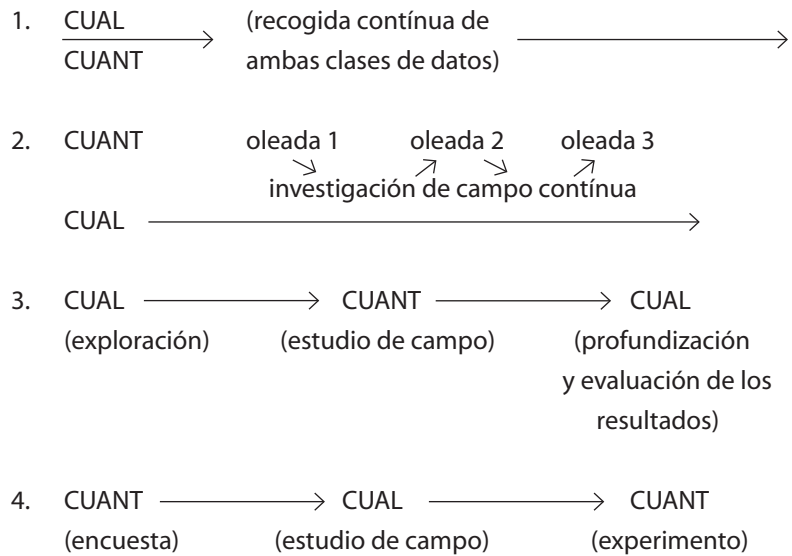 1. CUAL (recogida contínua de
CUANT ambas clases de datos)
2. CUANT oleada 1 oleada 2 oleada 3
investigación de campo contínua
CUAL
3. CUAL CUANT CUAL
(exploración) (estudio de campo) (profundización
y evaluación de los
resultados)
4. CUANT CUAL CUANT
(encuesta) (estudio de campo) (experimento)